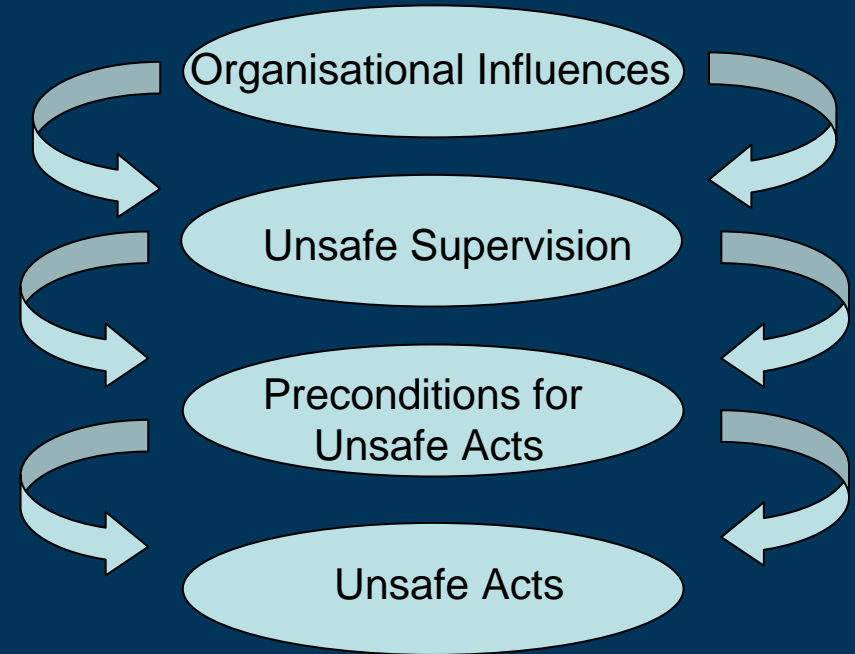 Organisational Influences
Unsafe Supervision
Preconditions for
Unsafe Acts
Unsafe Acts